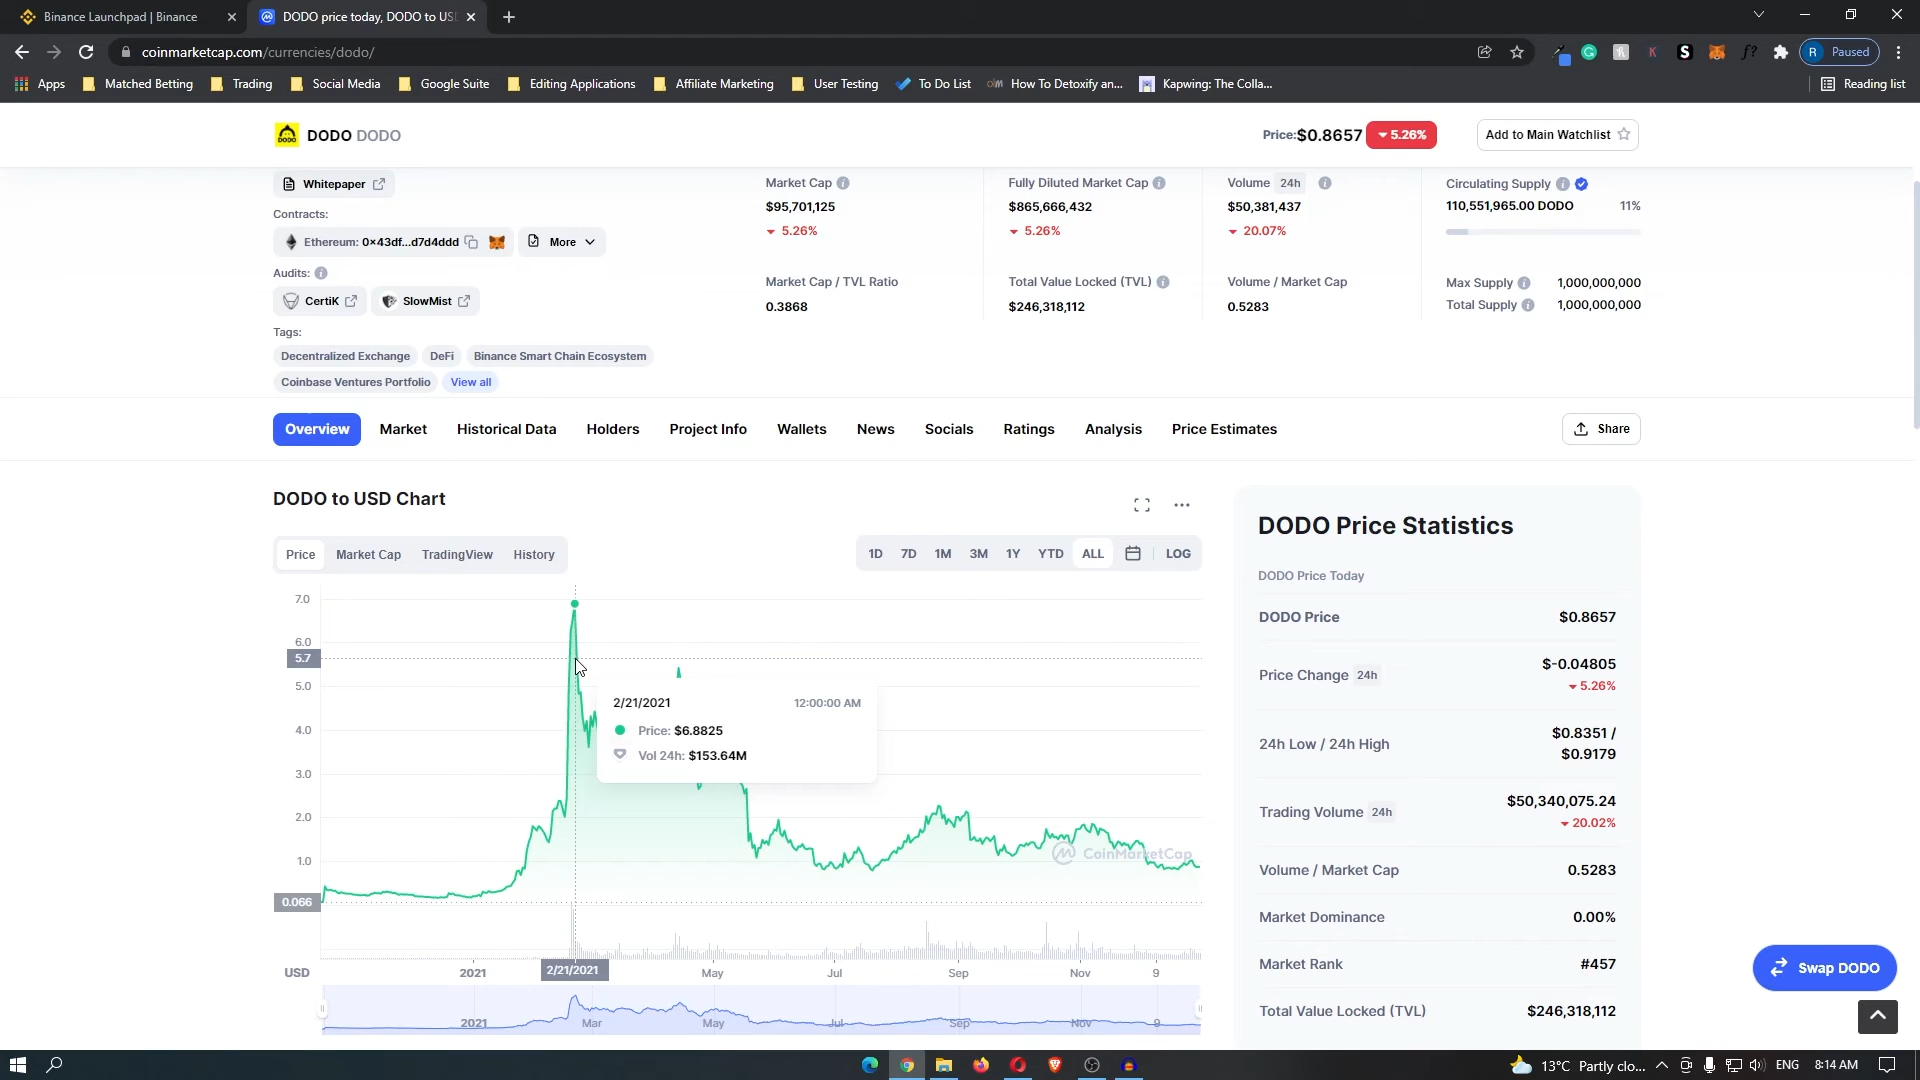 Binance Launchpad | Binance
DODO price today, DODO to USD
coinmarketcap.com/currencies/dodo/
R Paused
Apps Matched Betting Trading Social Media Google Suite Editing Applications Affiliate Marketing User Testing To Do List How To Detoxify an... Kapwing: The Colla... Reading list
DODO DODO
Price:$0.8657 5.26% Add to Main Watchlist
Whitepaper
Contracts:
Ethereum: 0x43df...d7d4ddd More
Audits:
CertiK SlowMist
Tags:
Decentralized Exchange DeFi Binance Smart Chain Ecosystem
Coinbase Ventures Portfolio View all
Market Cap
$95,701,125
5.26%
Fully Diluted Market Cap
$865,666,432
5.26%
Volume 24h
$50,381,437
20.07%
Circulating Supply
110,551,965.00 DODO 11%
Market Cap / TVL Ratio
0.3868
Total Value Locked (TVL)
$246,318,112
Volume / Market Cap
0.5283
Max Supply 1,000,000,000
Total Supply 1,000,000,000
Overview Market Historical Data Holders Project Info Wallets News Socials Ratings Analysis Price Estimates Share
DODO to USD Chart
Price Market Cap TradingView History
1D 7D 1M 3M 1Y YTD ALL LOG
7.0
6.0
5.7
5.0
4.0
3.0
2.0
1.0
0.066
2/21/2021 12:00:00 AM
Price: $6.8825
Vol 24h: $153.64M
CoinMarketCap
USD 2021 2/21/2021 May Jul Sep Nov 9
2021 Mar May Jul Sep Nov 9
DODO Price Statistics
DODO Price Today
DODO Price $0.8657
Price Change 24h $-0.04805
5.26%
24h Low / 24h High $0.8351 /
$0.9179
Trading Volume 24h $50,340,075.24
20.02%
Volume / Market Cap 0.5283
Market Dominance 0.00%
Market Rank #457
Total Value Locked (TVL) $246,318,112
Swap DODO
13°C Partly clo... ENG 8:14 AM